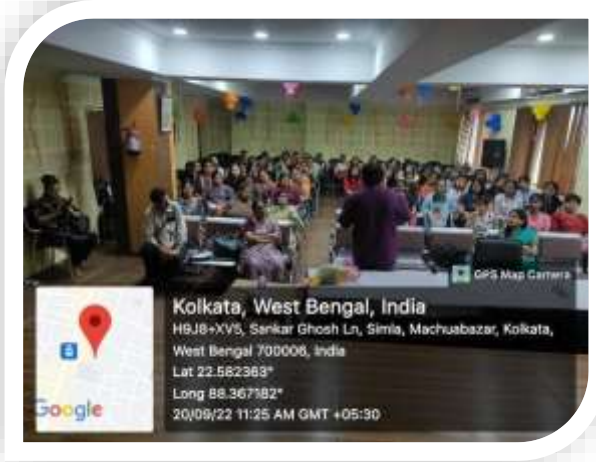 GPS Map Camera
Kolkata, West Bengal, India
H9J8+XV5, Sankar Ghosh Ln, Simla, Machuabazar, Kolkata,
West Bengal 700006, India
Lat 22.582363°
Long 88.367182°
20/09/22 11:25 AM GMT +05:30
Google